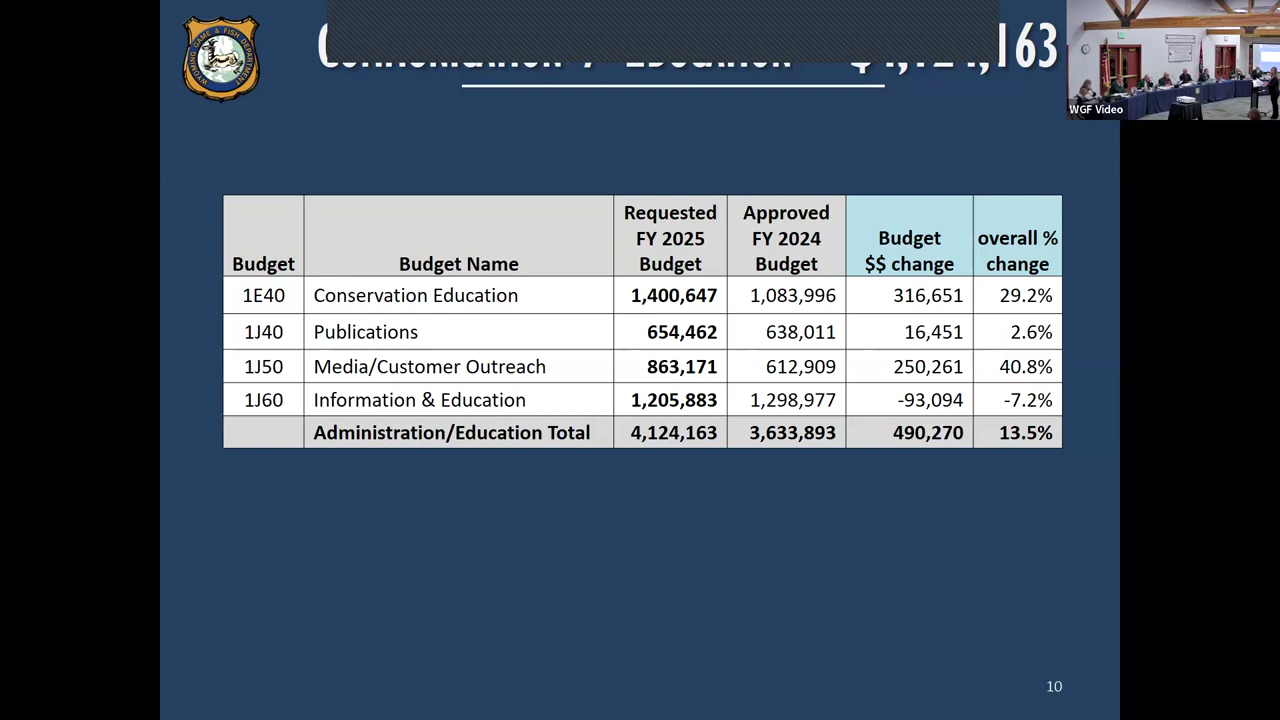 163
WYOMING GAME & FISH DEPARTMENT
WGF Video
Budget Budget Name Requested FY 2025 Budget Approved FY 2024 Budget Budget $$ change overall % change
1E40 Conservation Education 1,400,647 1,083,996 316,651 29.2%
1J40 Publications 654,462 638,011 16,451 2.6%
1J50 Media/Customer Outreach 863,171 612,909 250,261 40.8%
1J60 Information & Education 1,205,883 1,298,977 -93,094 -7.2%
Administration/Education Total 4,124,163 3,633,893 490,270 13.5%
10